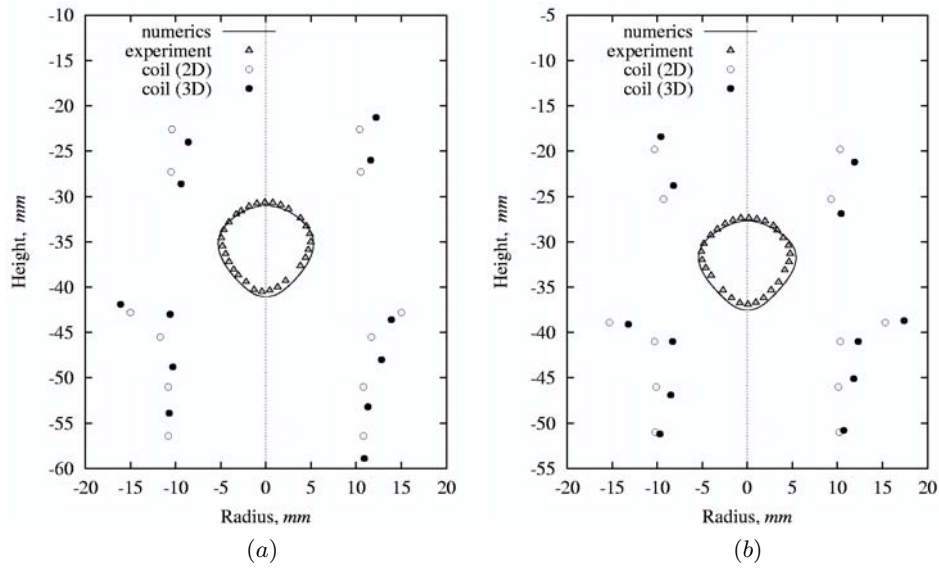 -10
-15
-20
-25
-30
-35
-40
-45
-50
-55
-60
Height, mm
numerics
experiment
coil (2D)
coil (3D)
-20 -15 -10 -5 0 5 10 15 20
Radius, mm
(a)
-5
-10
-15
-20
-25
-30
-35
-40
-45
-50
-55
Height, mm
numerics
experiment
coil (2D)
coil (3D)
-20 -15 -10 -5 0 5 10 15 20
Radius, mm
(b)